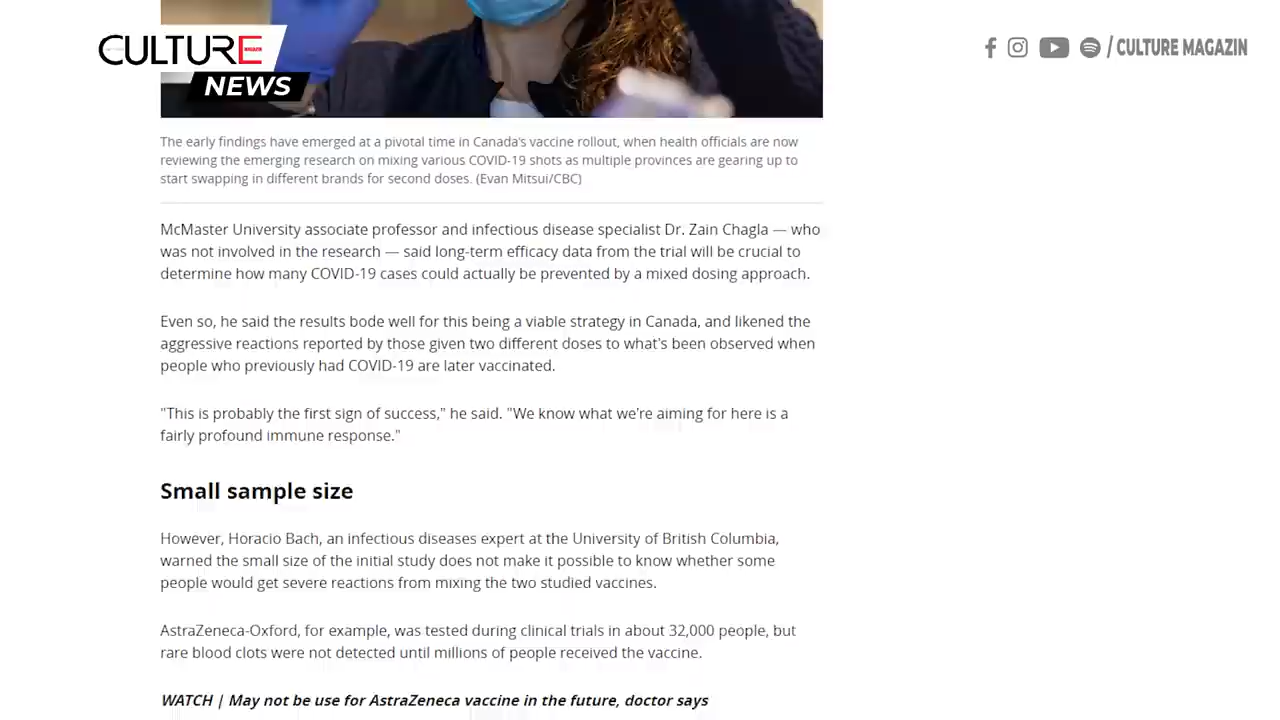 CULTURE
NEWS
/ CULTURE MAGAZIN
The early findings have emerged at a pivotal time in Canada's vaccine rollout, when health officials are now
reviewing the emerging research on mixing various COVID-19 shots as multiple provinces are gearing up to
start swapping in different brands for second doses. (Evan Mitsui/CBC)
McMaster University associate professor and infectious disease specialist Dr. Zain Chagla — who
was not involved in the research — said long-term efficacy data from the trial will be crucial to
determine how many COVID-19 cases could actually be prevented by a mixed dosing approach.
Even so, he said the results bode well for this being a viable strategy in Canada, and likened the
aggressive reactions reported by those given two different doses to what's been observed when
people who previously had COVID-19 are later vaccinated.
"This is probably the first sign of success," he said. "We know what we're aiming for here is a
fairly profound immune response."
Small sample size
However, Horacio Bach, an infectious diseases expert at the University of British Columbia,
warned the small size of the initial study does not make it possible to know whether some
people would get severe reactions from mixing the two studied vaccines.
AstraZeneca-Oxford, for example, was tested during clinical trials in about 32,000 people, but
rare blood clots were not detected until millions of people received the vaccine.
WATCH | May not be use for AstraZeneca vaccine in the future, doctor says